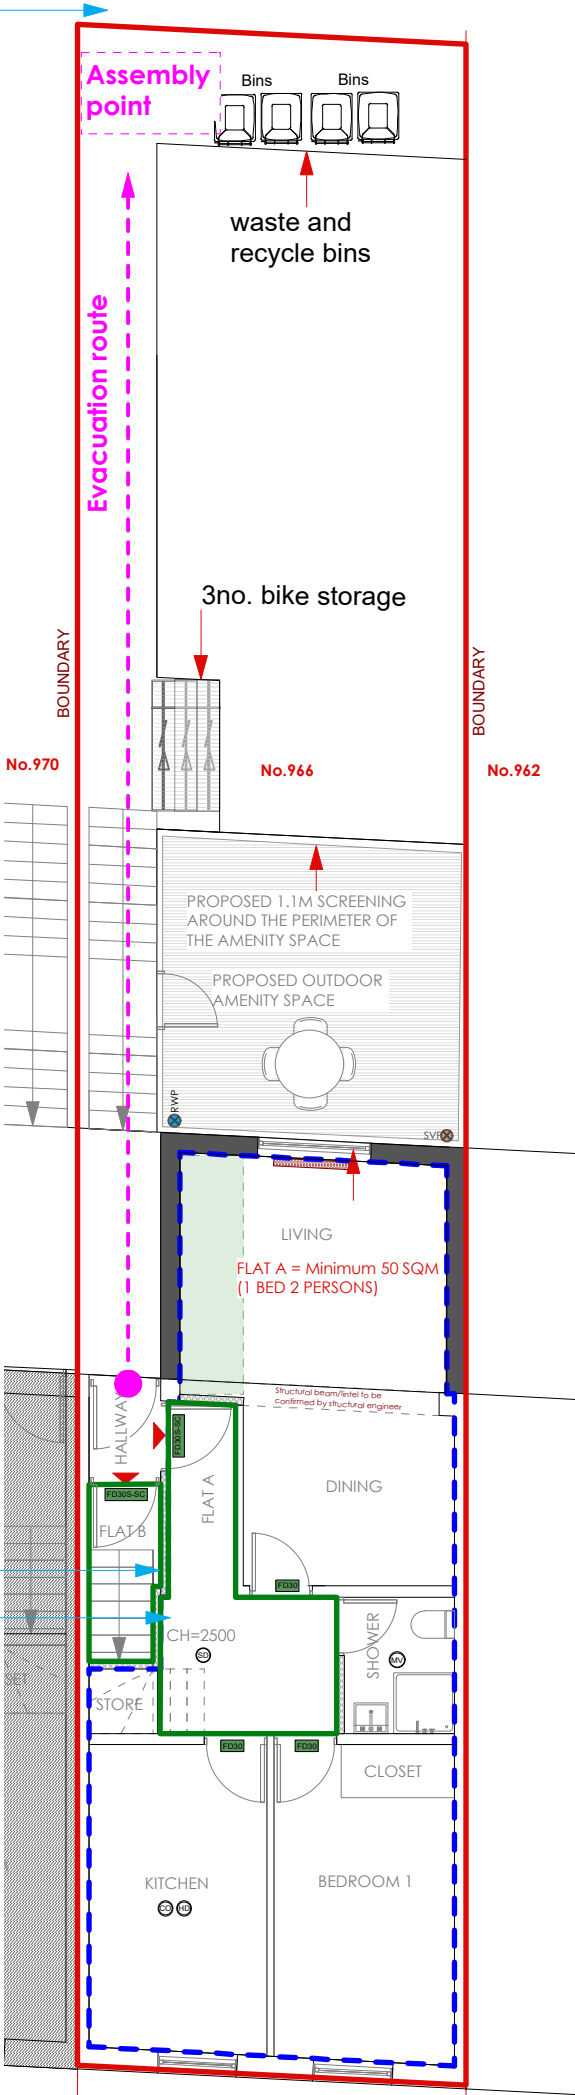 Assembly
point
Bins
Bins
waste and
recycle bins
Evacuation route
3no. bike storage
BOUNDARY
BOUNDARY
No.970
No.966
No.962
PROPOSED 1.1M SCREENING
AROUND THE PERIMETER OF
THE AMENITY SPACE
PROPOSED OUTDOOR
AMENITY SPACE
RWP
SVP
LIVING
FLAT A = Minimum 50 SQM
(1 BED 2 PERSONS)
Structural beam/lintel to be
confirmed by structural engineer
HALLWAY
FD30S-SC
FLAT A
DINING
FD30S-SC
FLAT B
FD30
CH=2500
SD
SHOWER
MV
STORE
FD30
FD30
CLOSET
KITCHEN
BEDROOM 1
CO
HD